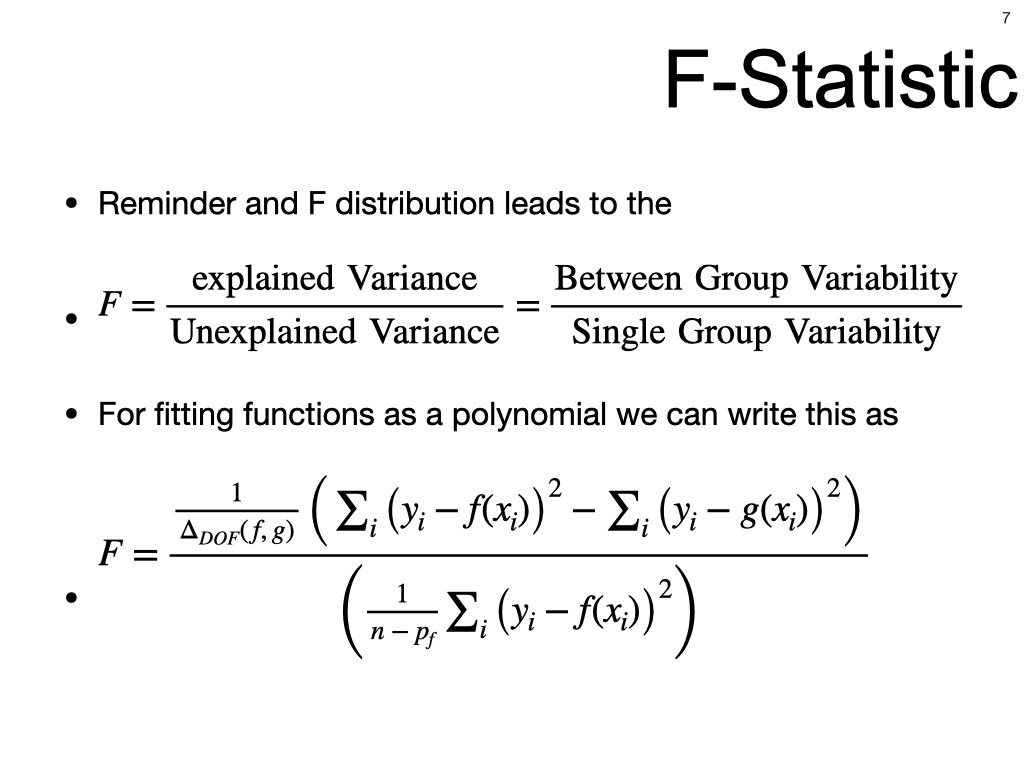 7
F-Statistic
• Reminder and F distribution leads to the
• F = \frac{\text{explained Variance}}{\text{Unexplained Variance}} = \frac{\text{Between Group Variability}}{\text{Single Group Variability}}
• For fitting functions as a polynomial we can write this as
• F = \frac{\frac{1}{\Delta_{DOF}(f,g)} \left( \sum_i \left( y_i - f(x_i) \right)^2 - \sum_i \left( y_i - g(x_i) \right)^2 \right)}{\left( \frac{1}{n - p_f} \sum_i \left( y_i - f(x_i) \right)^2 \right)}